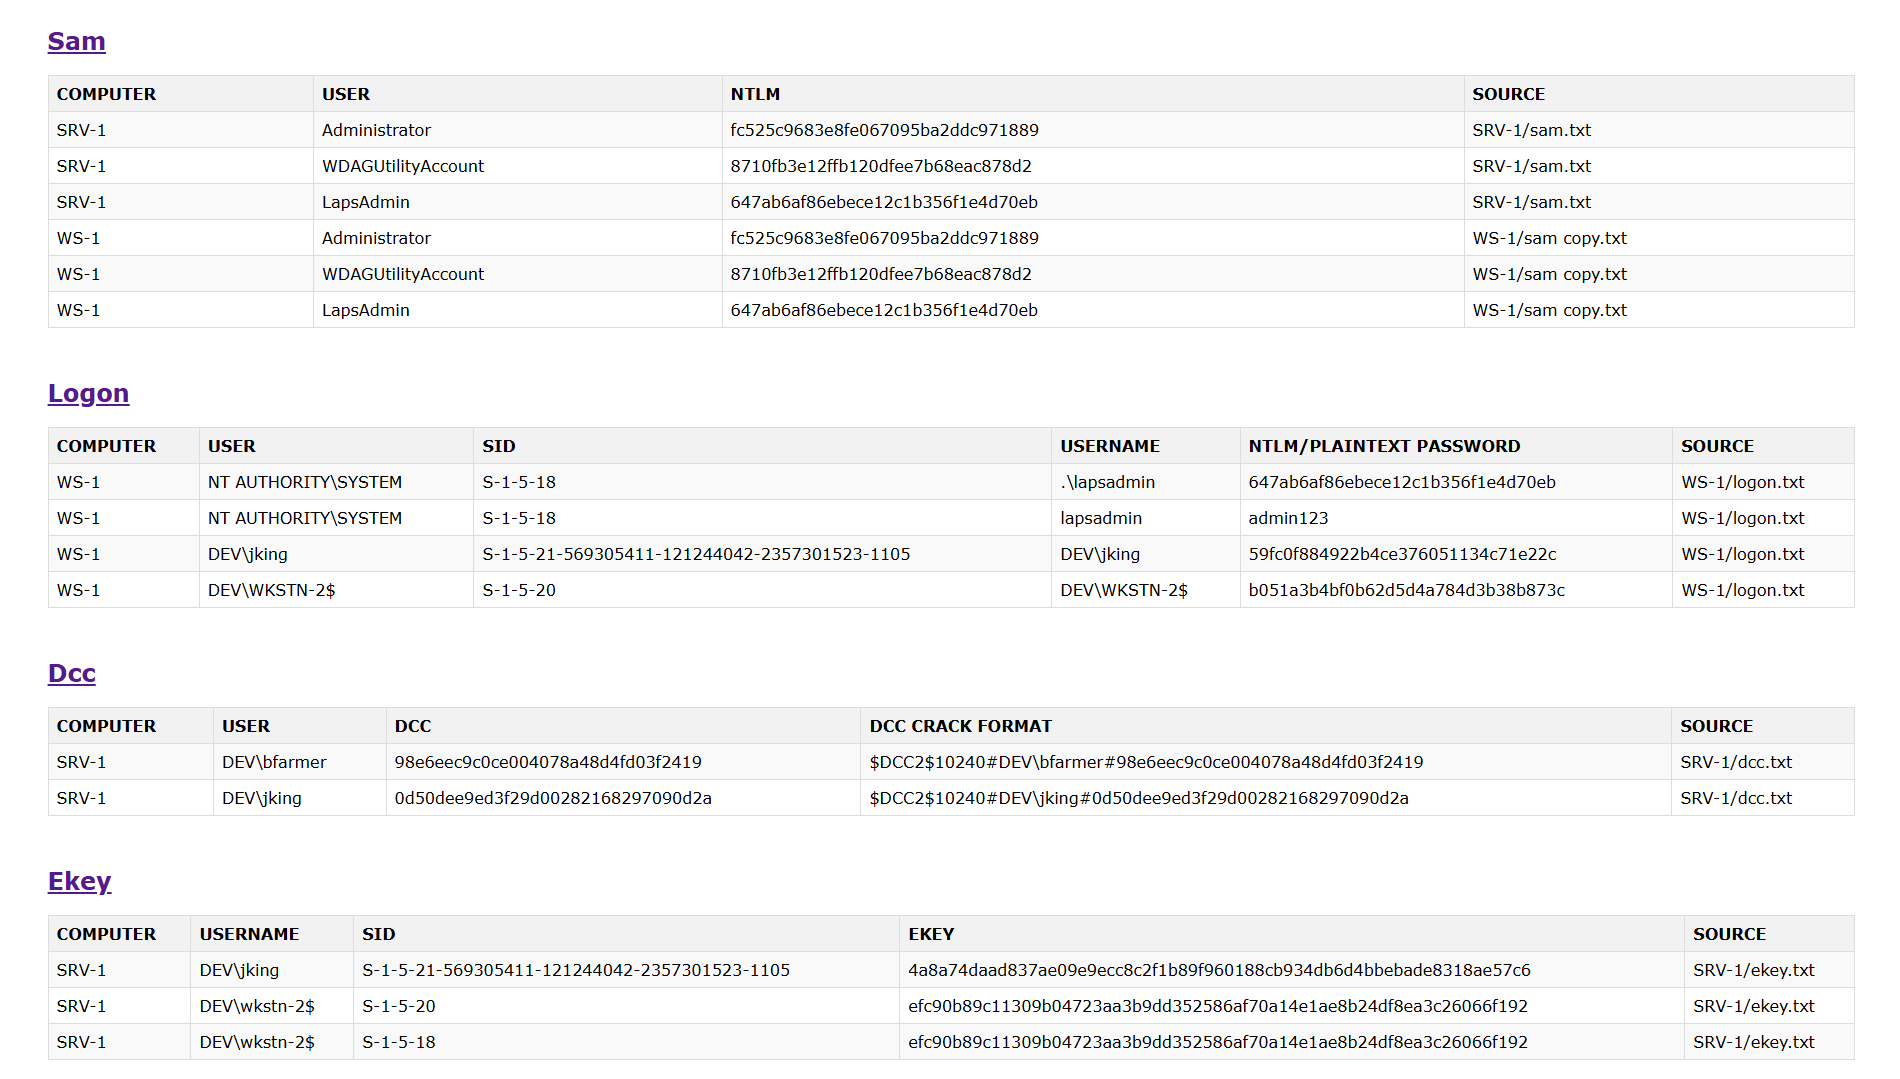 Sam
COMPUTER USER NTLM SOURCE
SRV-1 Administrator fc525c9683e8fe067095ba2ddc971889 SRV-1/sam.txt
SRV-1 WDAGUtilityAccount 8710fb3e12ffb120dfee7b68eac878d2 SRV-1/sam.txt
SRV-1 LapsAdmin 647ab6af86ebece12c1b356f1e4d70eb SRV-1/sam.txt
WS-1 Administrator fc525c9683e8fe067095ba2ddc971889 WS-1/sam copy.txt
WS-1 WDAGUtilityAccount 8710fb3e12ffb120dfee7b68eac878d2 WS-1/sam copy.txt
WS-1 LapsAdmin 647ab6af86ebece12c1b356f1e4d70eb WS-1/sam copy.txt
Logon
COMPUTER USER SID USERNAME NTLM/PLAINTEXT PASSWORD SOURCE
WS-1 NT AUTHORITY\SYSTEM S-1-5-18 .\lapsadmin 647ab6af86ebece12c1b356f1e4d70eb WS-1/logon.txt
WS-1 NT AUTHORITY\SYSTEM S-1-5-18 lapsadmin admin123 WS-1/logon.txt
WS-1 DEV\jking S-1-5-21-569305411-121244042-2357301523-1105 DEV\jking 59fc0f884922b4ce376051134c71e22c WS-1/logon.txt
WS-1 DEV\WKSTN-2$ S-1-5-20 DEV\WKSTN-2$ b051a3b4bf0b62d5d4a784d3b38b873c WS-1/logon.txt
Dcc
COMPUTER USER DCC DCC CRACK FORMAT SOURCE
SRV-1 DEV\bfarmer 98e6eec9c0ce004078a48d4fd03f2419 $DCC2$10240#DEV\bfarmer#98e6eec9c0ce004078a48d4fd03f2419 SRV-1/dcc.txt
SRV-1 DEV\jking 0d50dee9ed3f29d00282168297090d2a $DCC2$10240#DEV\jking#0d50dee9ed3f29d00282168297090d2a SRV-1/dcc.txt
Ekey
COMPUTER USERNAME SID EKEY SOURCE
SRV-1 DEV\jking S-1-5-21-569305411-121244042-2357301523-1105 4a8a74daad837ae09e9ecc8c2f1b89f960188cb934db6d4bbebade8318ae57c6 SRV-1/ekey.txt
SRV-1 DEV\wkstn-2$ S-1-5-20 efc90b89c11309b04723aa3b9dd352586af70a14e1ae8b24df8ea3c26066f192 SRV-1/ekey.txt
SRV-1 DEV\wkstn-2$ S-1-5-18 efc90b89c11309b04723aa3b9dd352586af70a14e1ae8b24df8ea3c26066f192 SRV-1/ekey.txt